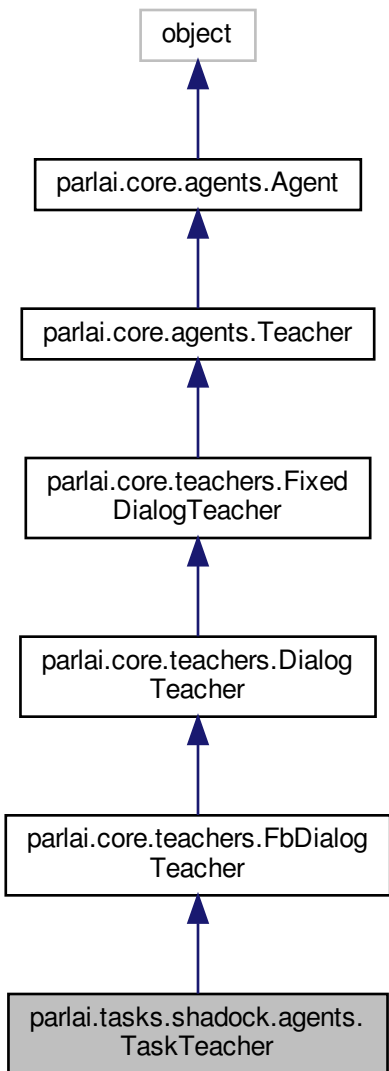 object
parlai.core.agents.Agent
parlai.core.agents.Teacher
parlai.core.teachers.Fixed
DialogTeacher
parlai.core.teachers.Dialog
Teacher
parlai.core.teachers.FbDialog
Teacher
parlai.tasks.shadock.agents.
TaskTeacher